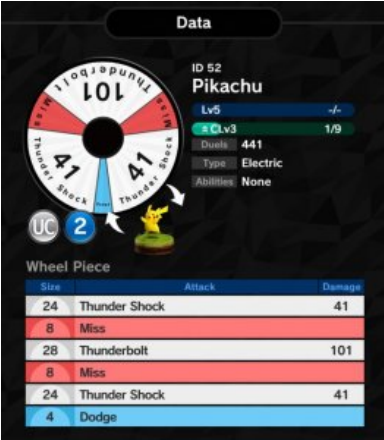 Data
ID 52
Pikachu
Lv5 -/-
CLv3 1/9
Duels 441
Type Electric
Abilities None
Thunderbolt
101
Miss
Miss
41
Thunder Shock
41
Thunder Shock
Dodge
UC
2
Wheel Piece
Size Attack Damage
24 Thunder Shock 41
8 Miss
28 Thunderbolt 101
8 Miss
24 Thunder Shock 41
4 Dodge